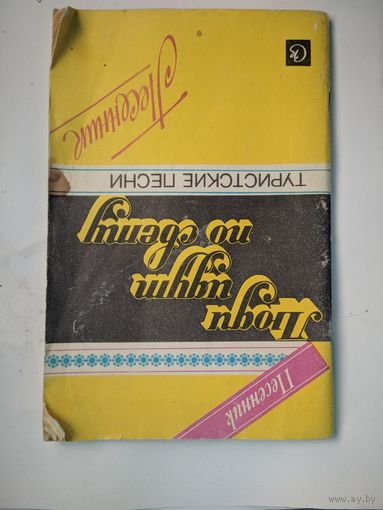 Песенник
Люди
идут
по свету
ТУРИСТСКИЕ ПЕСНИ
Песенник
www.ay.by